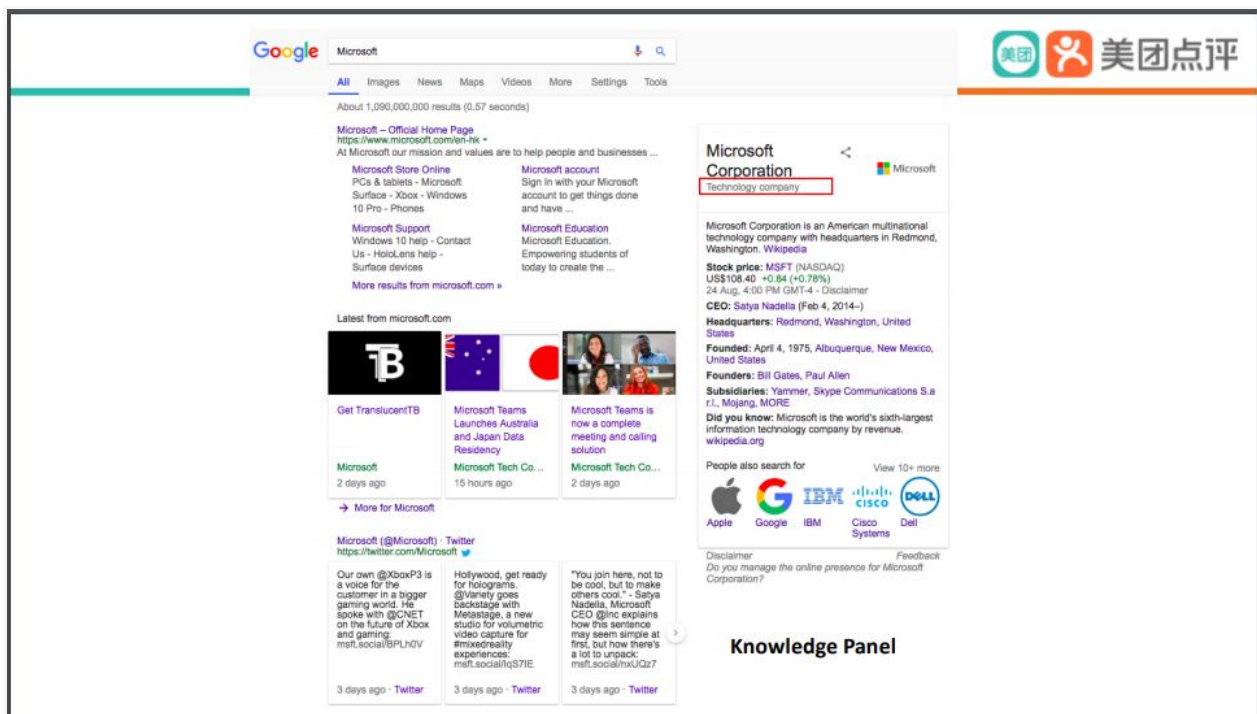 Google
Microsoft
美团
美团点评
All Images News Maps Videos More Settings Tools
About 1,090,000,000 results (0.57 seconds)
Microsoft – Official Home Page
https://www.microsoft.com/en-hk
At Microsoft our mission and values are to help people and businesses ...
Microsoft Store Online
PCs & tablets - Microsoft
Surface - Xbox - Windows
10 Pro - Phones
Microsoft account
Sign In with your Microsoft
account to get things done
and have ...
Microsoft Support
Windows 10 help - Contact
Us - HoloLens help -
Surface devices
Microsoft Education
Microsoft Education.
Empowering students of
today to create the ...
More results from microsoft.com »
Latest from microsoft.com
TB
Get TranslucentTB
Microsoft
2 days ago
Microsoft Teams
Launches Australia
and Japan Data
Residency
Microsoft Tech Co...
15 hours ago
Microsoft Teams is
now a complete
meeting and calling
solution
Microsoft Tech Co...
2 days ago
→ More for Microsoft
Microsoft (@Microsoft) · Twitter
https://twitter.com/Microsoft
Our own @XboxP3 is
a voice for the
customer in a bigger
gaming world. He
spoke with @CNET
on the future of Xbox
and gaming:
msft.social/BPLh0V
3 days ago · Twitter
Hollywood, get ready
for holograms.
@Variety goes
backstage with
Metastage, a new
studio for volumetric
video capture for
#mixedreality
experiences:
msft.social/IqS7IE
3 days ago · Twitter
"You join here, not to
be cool, but to make
others cool." - Satya
Nadella, Microsoft
CEO @Inc explains
how this sentence
may seem simple at
first, but how there's
a lot to unpack:
msft.social/nxUQz7
3 days ago · Twitter
Microsoft
Corporation
Technology company
Microsoft
Microsoft Corporation is an American multinational
technology company with headquarters in Redmond,
Washington. Wikipedia
Stock price: MSFT (NASDAQ)
US$108.40 +0.84 (+0.78%)
24 Aug, 4:00 PM GMT-4 - Disclaimer
CEO: Satya Nadella (Feb 4, 2014–)
Headquarters: Redmond, Washington, United
States
Founded: April 4, 1975, Albuquerque, New Mexico,
United States
Founders: Bill Gates, Paul Allen
Subsidiaries: Yammer, Skype Communications S.a
r.l., Mojang, MORE
Did you know: Microsoft is the world's sixth-largest
information technology company by revenue.
wikipedia.org
People also search for View 10+ more
IBM
CISCO
DELL
Apple Google IBM Cisco Dell
Systems
Disclaimer Feedback
Do you manage the online presence for Microsoft
Corporation?
Knowledge Panel